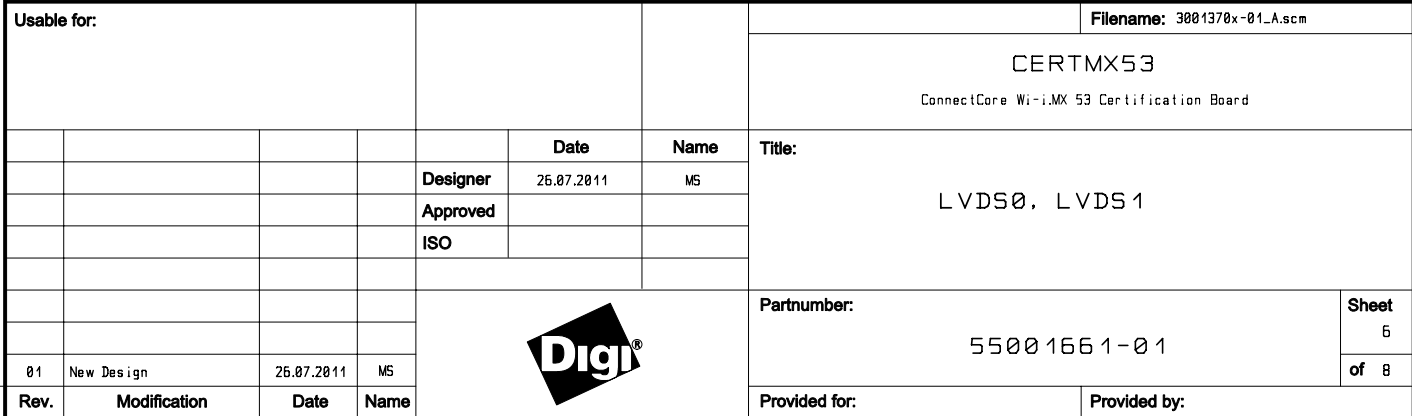 Usable for:
Filename: 3001370x-01_A.scm
CERTMX53
ConnectCore Wi-i.MX 53 Certification Board
Date Name
Title:
Designer 26.07.2011 MS
LVDS0, LVDS1
Approved
ISO
Partnumber:
Sheet
6
55001661-01
Digi®
of 8
01 New Design 26.07.2011 MS
Rev. Modification Date Name
Provided for:
Provided by: